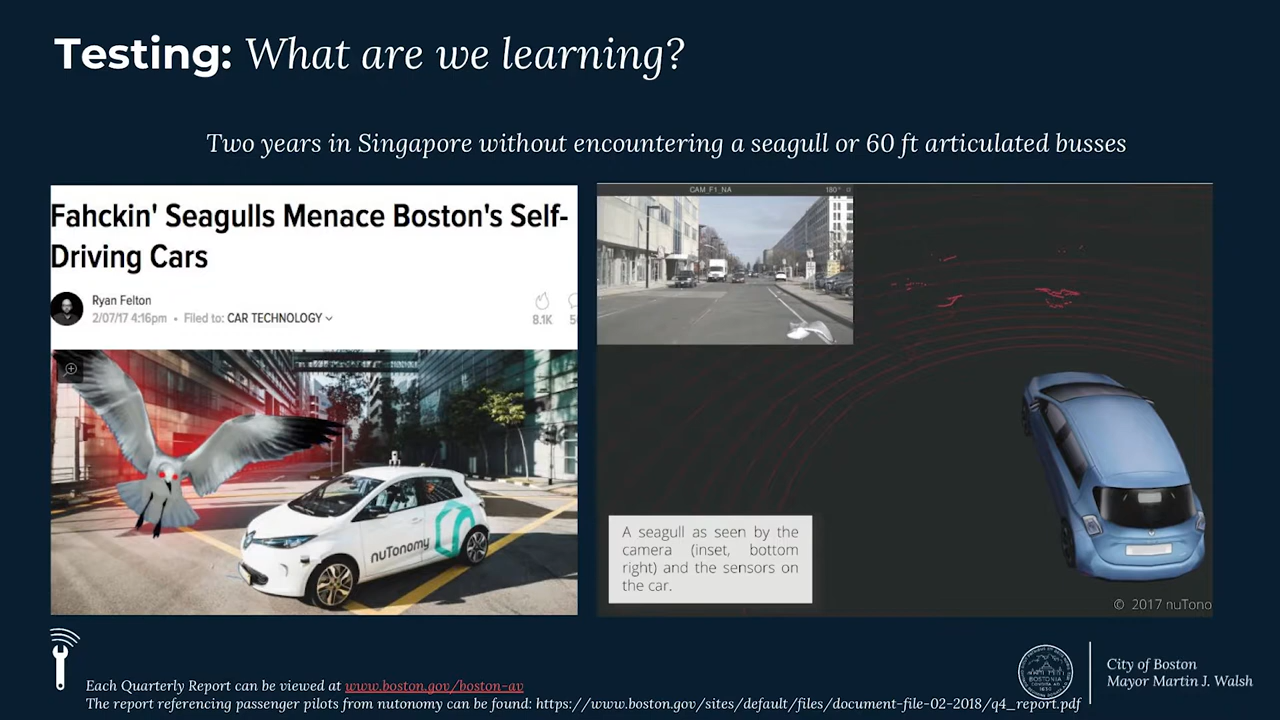 Testing: What are we learning?
Two years in Singapore without encountering a seagull or 60 ft articulated busses
Fahckin' Seagulls Menace Boston's Self-
Driving Cars
Ryan Felton
2/07/17 4:16pm • Filed to: CAR TECHNOLOGY
8.1K
CAM_F1_NA
180°
nuTonomy
A seagull as seen by the
camera (inset, bottom
right) and the sensors on
the car.
© 2017 nuTono
BOSTONIA
City of Boston
Mayor Martin J. Walsh
Each Quarterly Report can be viewed at www.boston.gov/boston-av
The report referencing passenger pilots from nutonomy can be found: https://www.boston.gov/sites/default/files/document-file-02-2018/q4_report.pdf